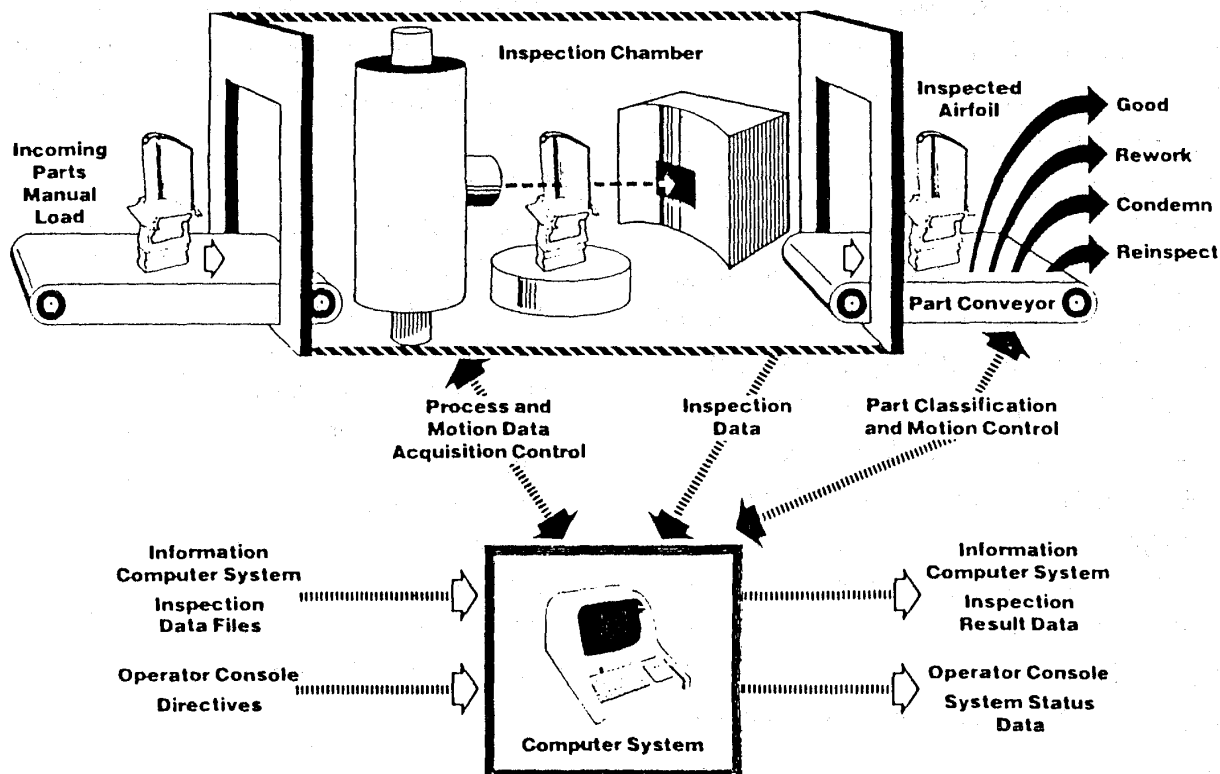 Inspection Chamber
Incoming
Parts
Manual
Load
Inspected
Airfoil
Good
Rework
Condemn
Reinspect
Part Conveyor
Process and
Motion Data
Acquisition Control
Inspection
Data
Part Classification
and Motion Control
Information
Computer System
Inspection
Data Files
Operator Console
Directives
Computer System
Information
Computer System
Inspection
Result Data
Operator Console
System Status
Data